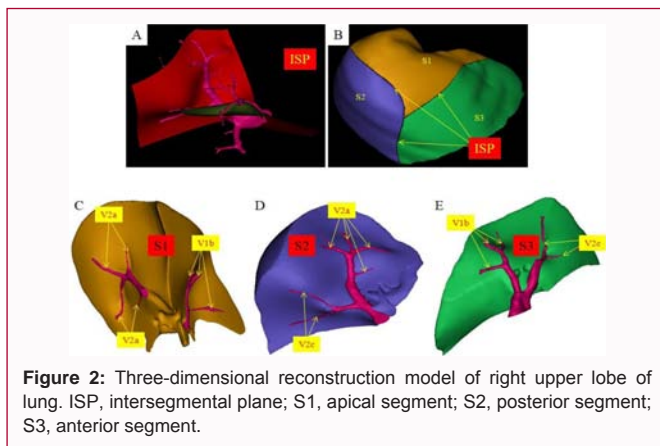 A
ISP
B
S1
S2
S3
ISP
C
V2a
S1
V1b
V2a
D
V2a
S2
V2c
E
V1b
S3
V2c
Figure 2: Three-dimensional reconstruction model of right upper lobe of
lung. ISP, intersegmental plane; S1, apical segment; S2, posterior segment;
S3, anterior segment.